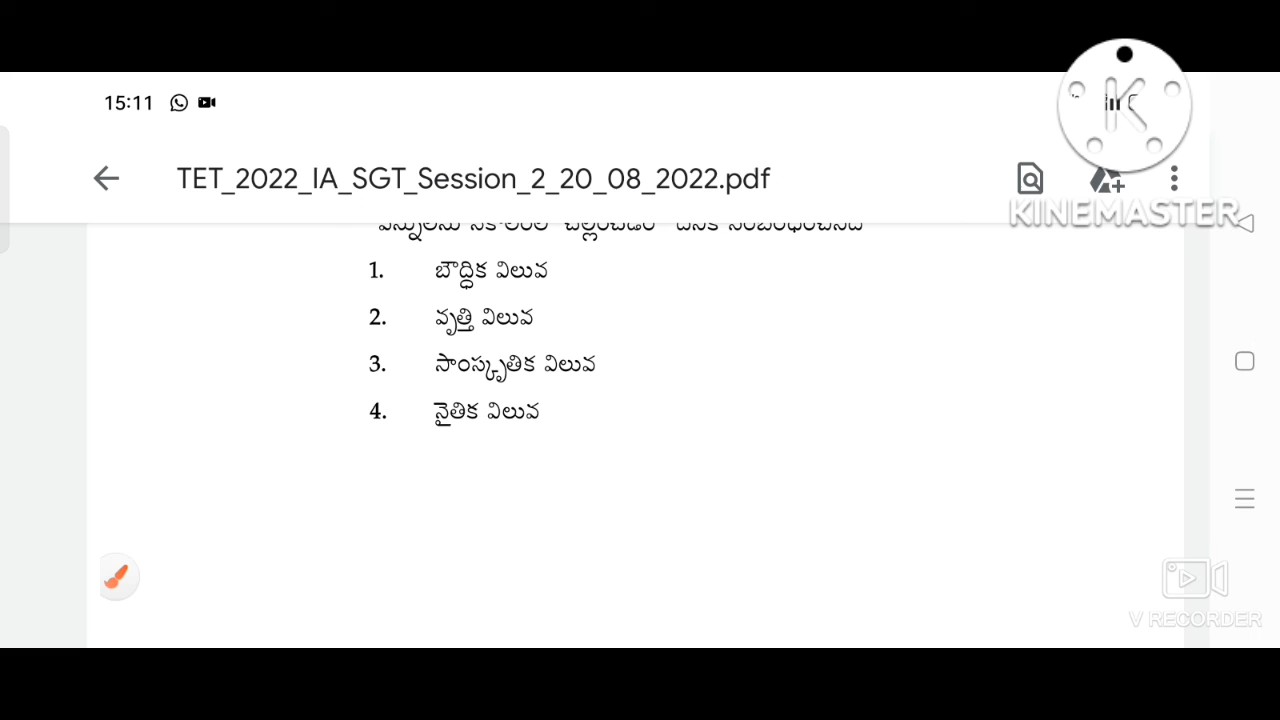 15:11
TET_2022_IA_SGT_Session_2_20_08_2022.pdf
KINEMASTER
1. బౌద్ధిక విలువ
2. వృత్తి విలువ
3. సాంస్కృతిక విలువ
4. నైతిక విలువ
V RECORDER